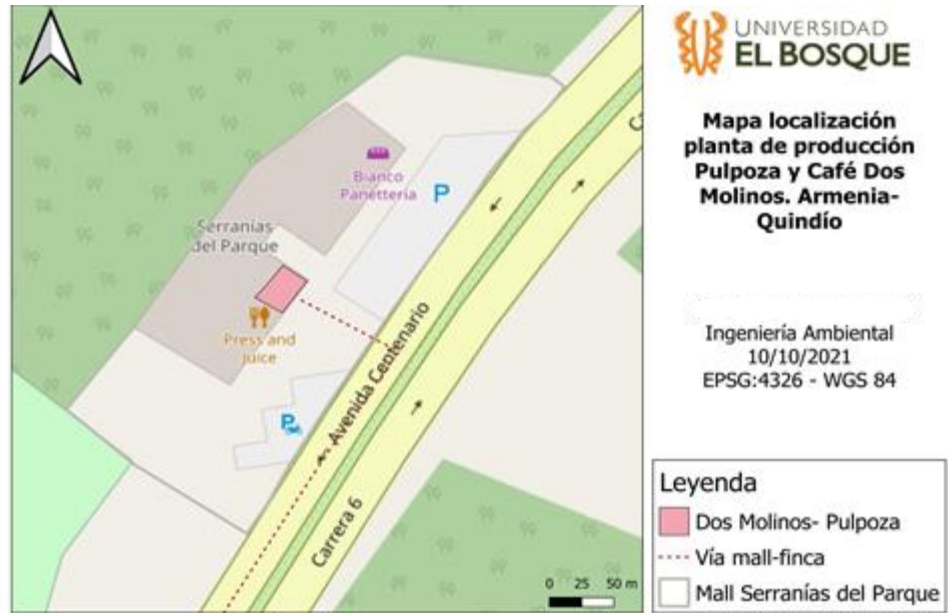 UNIVERSIDAD
EL BOSQUE
Mapa localización
planta de producción
Pulpoza y Café Dos
Molinos. Armenia-
Quindío
Ingeniería Ambiental
10/10/2021
EPSG:4326 - WGS 84
Leyenda
Dos Molinos- Pulpoza
Vía mall-finca
Mall Serranías del Parque
Bianco
Panetteria
P
Serranías
del Parque
Press and
Juice
P
Avenida Centenario
Carrera 6
0 25 50 m